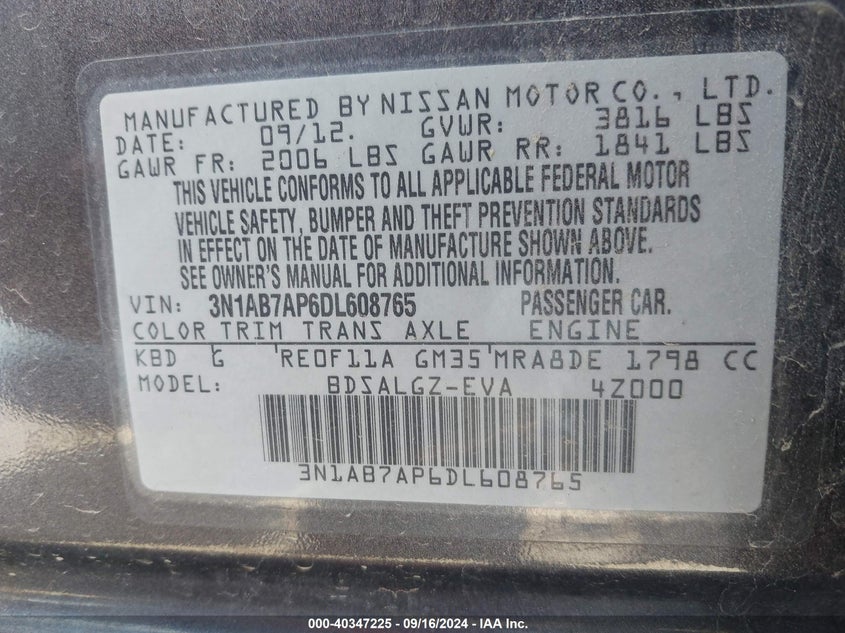 MANUFACTURED BY NISSAN MOTOR CO., LTD.
DATE: 09/12. GVWR: 3816 LBS
GAWR FR: 2006 LBS GAWR RR: 1841 LBS
THIS VEHICLE CONFORMS TO ALL APPLICABLE FEDERAL MOTOR
VEHICLE SAFETY, BUMPER AND THEFT PREVENTION STANDARDS
IN EFFECT ON THE DATE OF MANUFACTURE SHOWN ABOVE.
SEE OWNER'S MANUAL FOR ADDITIONAL INFORMATION.
VIN: 3N1AB7AP6DL608765 PASSENGER CAR.
COLOR TRIM TRANS AXLE ENGINE
KBD G RE0F11A GM35 MRA8DE 1798 CC
MODEL: BDSALGZ-EVA 4Z000
3N1AB7AP6DL608765
000-40347225 - 09/16/2024 - IAA Inc.